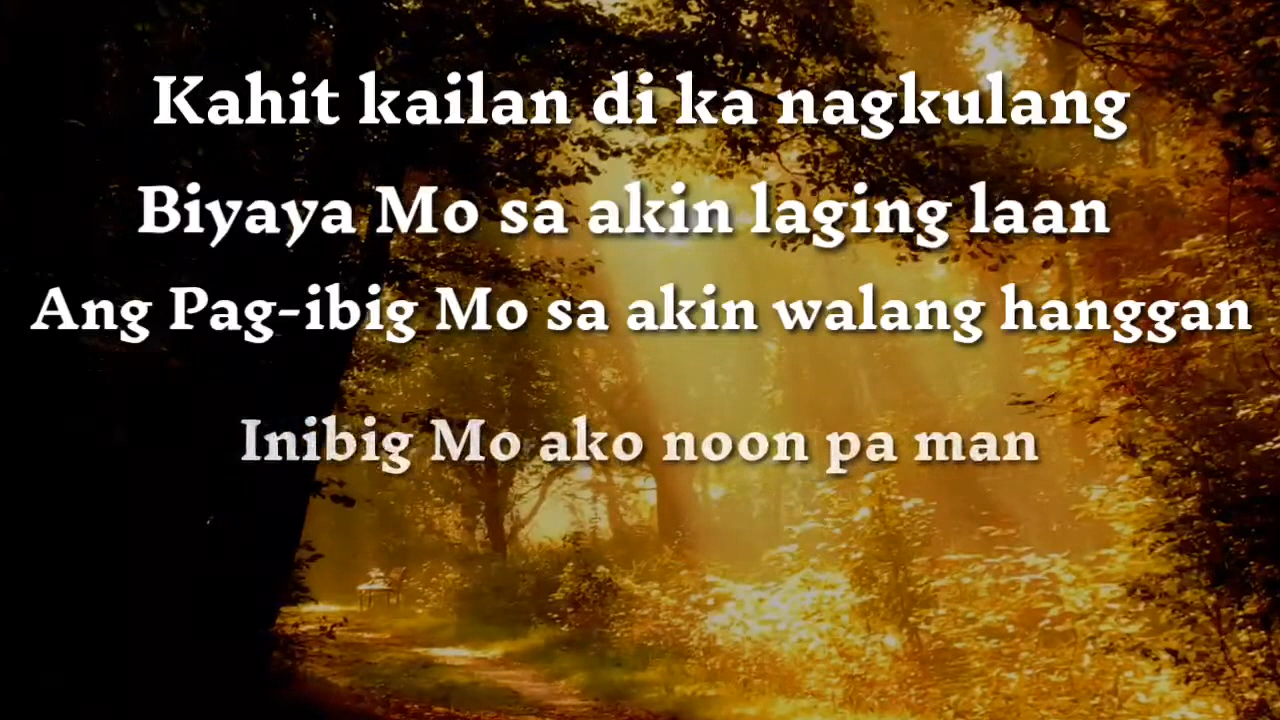 Kahit kailan di ka nagkulang
Biyaya Mo sa akin laging laan
Ang Pag-ibig Mo sa akin walang hanggan
Inibig Mo ako noon pa man